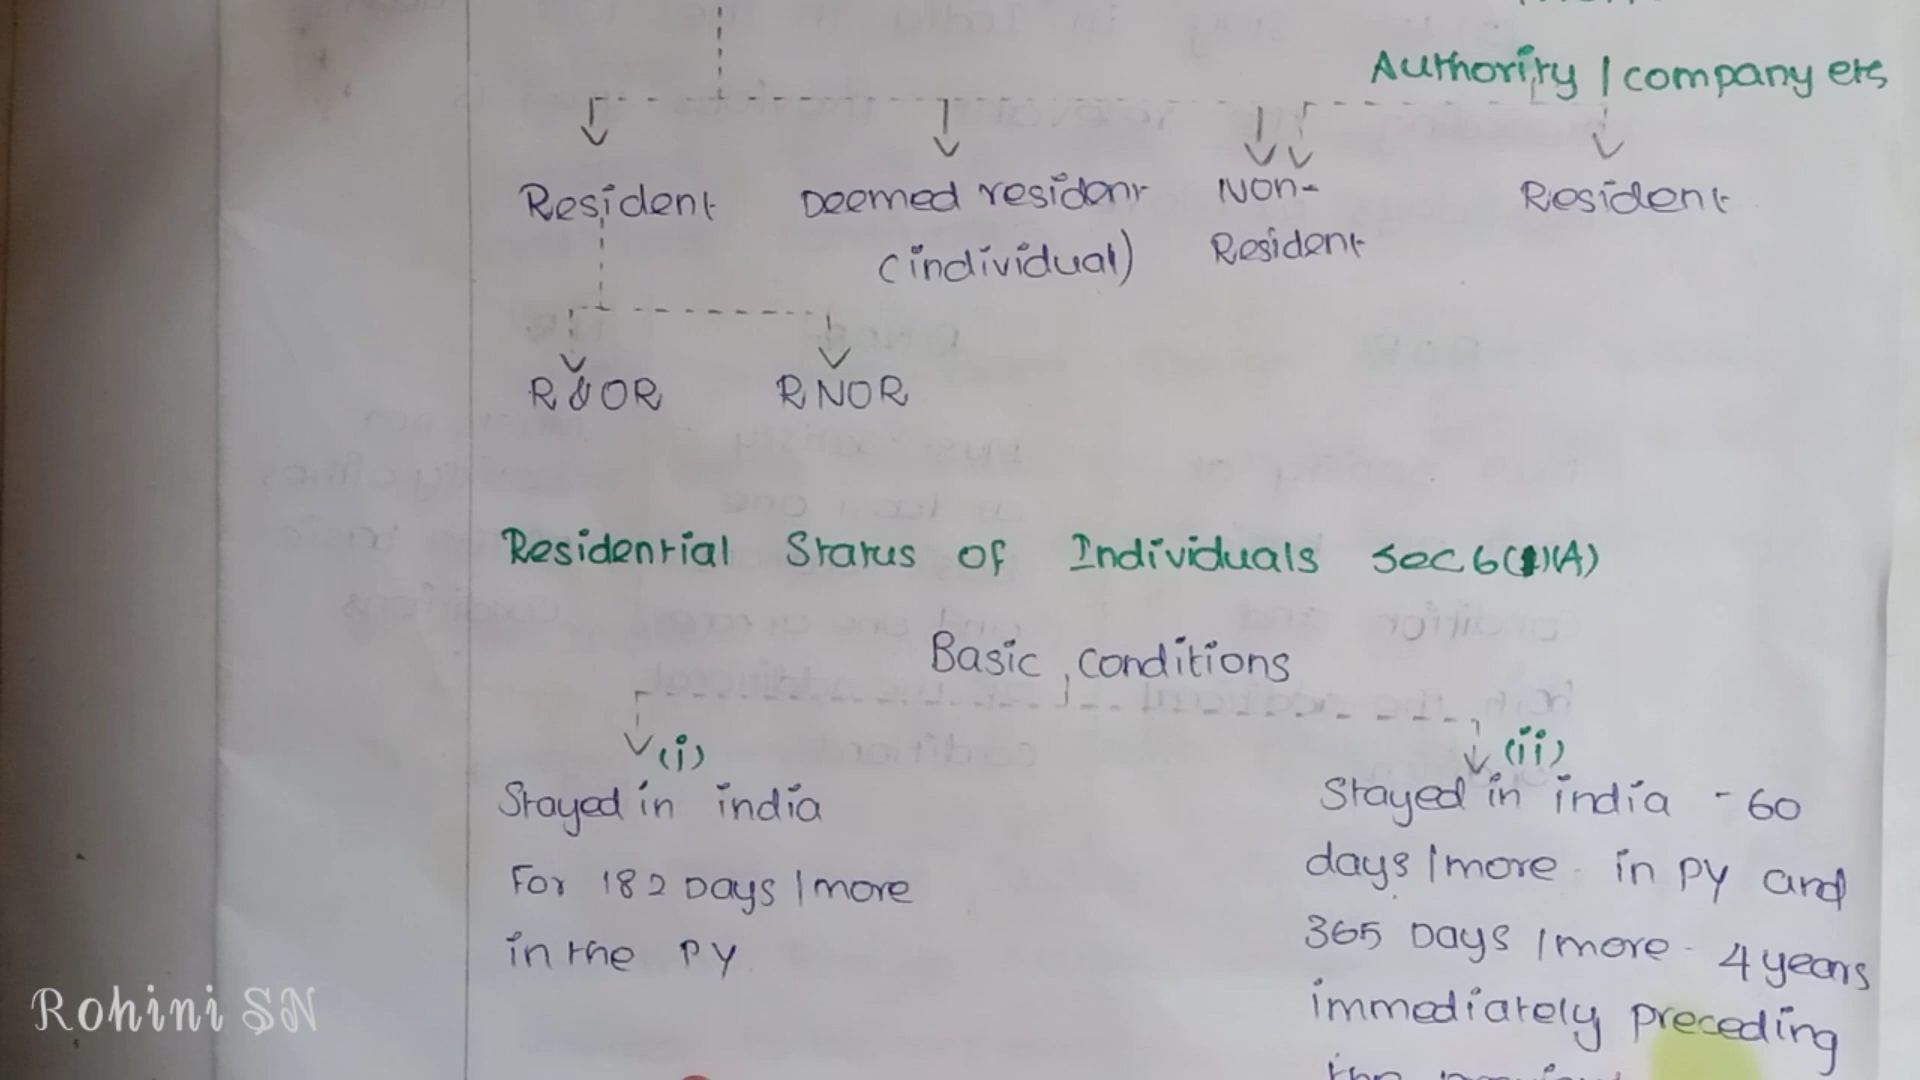 Authority / company ets
Resident
Deemed resident
(individual)
Non-
Resident
Resident
R & OR
RNOR
Residential Status of Individuals Sec 6(1)(A)
Basic conditions
(i)
Stayed in india
For 182 Days / more
in the PY
(ii)
Stayed in india - 60
days / more in PY and
365 Days / more - 4 years
immediately preceding
Rohini SN